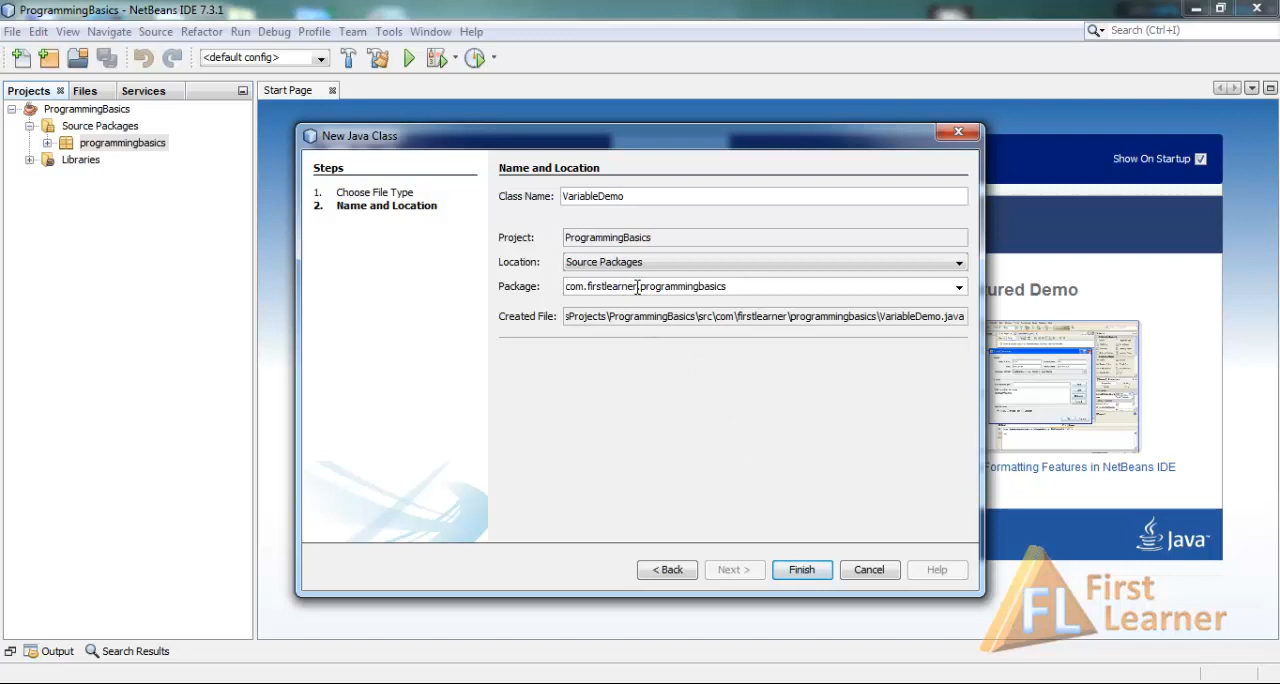 ProgrammingBasics - NetBeans IDE 7.3.1
File Edit View Navigate Source Refactor Run Debug Profile Team Tools Window Help
Search (Ctrl+I)
<default config>
Projects Files Services
Start Page
ProgrammingBasics
Source Packages
programmingbasics
Libraries
New Java Class
Steps
1. Choose File Type
2. Name and Location
Name and Location
Class Name: VariableDemo
Project: ProgrammingBasics
Location: Source Packages
Package: com.firstlearner.programmingbasics
Created File: sProjects\ProgrammingBasics\src\com\firstlearner\programmingbasics\VariableDemo.java
< Back Next > Finish Cancel Help
Show On Startup
ured Demo
Formatting Features in NetBeans IDE
Java
FL First
Learner
Output Search Results